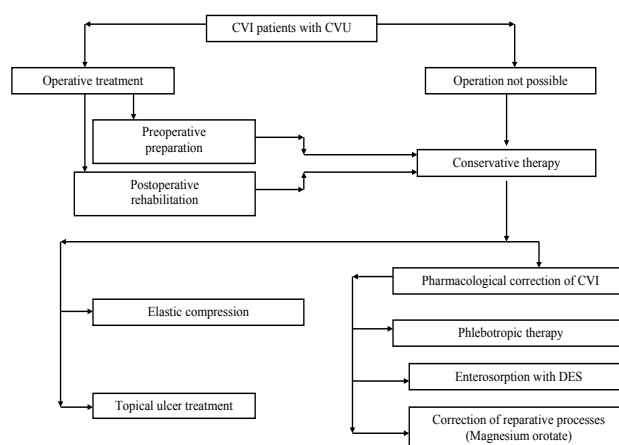 CVI patients with CVU
Operative treatment
Operation not possible
Preoperative
preparation
Conservative therapy
Postoperative
rehabilitation
Pharmacological correction of CVI
Elastic compression
Phlebotropic therapy
Enterosorption with DES
Topical ulcer treatment
Correction of reparative processes
(Magnesium orotate)